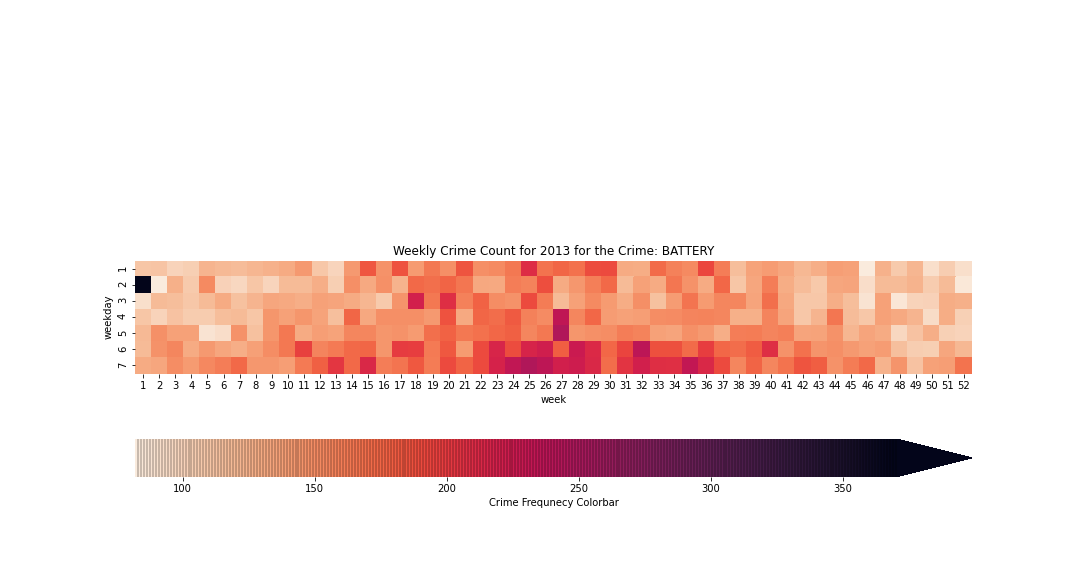 Weekly Crime Count for 2013 for the Crime: BATTERY
weekday
1
2
3
4
5
6
7
1 2 3 4 5 6 7 8 9 10 11 12 13 14 15 16 17 18 19 20 21 22 23 24 25 26 27 28 29 30 31 32 33 34 35 36 37 38 39 40 41 42 43 44 45 46 47 48 49 50 51 52
week
100 150 200 250 300 350
Crime Frequnecy Colorbar